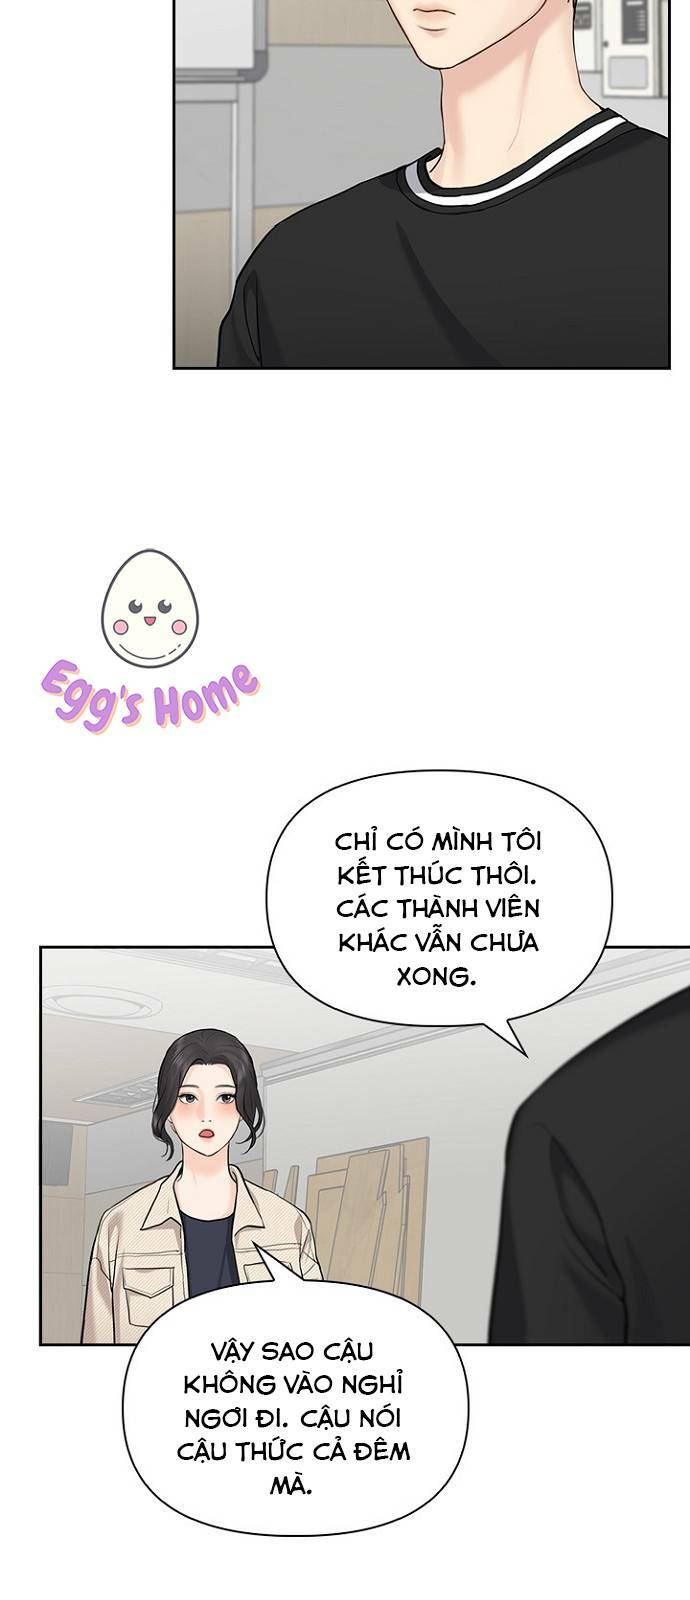 Egg's Home
CHỈ CÓ MÌNH TÔI
KẾT THÚC THÔI.
CÁC THÀNH VIÊN
KHÁC VẪN CHƯA
XONG.
VẬY SAO CẬU
KHÔNG VÀO NGHỈ
NGƠI ĐI. CẬU NÓI
CẬU THỨC CẢ ĐÊM
MÀ.